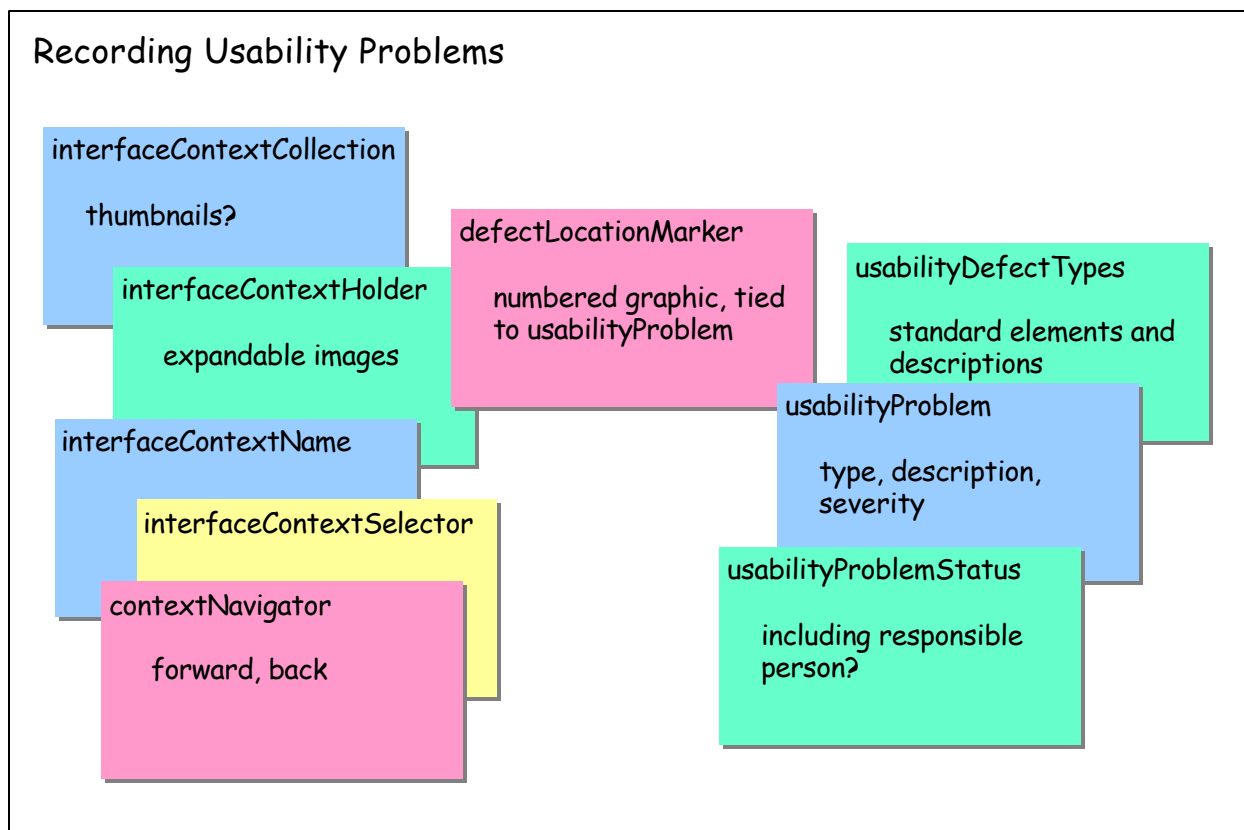 Recording Usability Problems
interfaceContextCollection
thumbnails?
interfaceContextHolder
expandable images
interfaceContextName
interfaceContextSelector
contextNavigator
forward, back
defectLocationMarker
numbered graphic, tied
to usabilityProblem
usabilityDefectTypes
standard elements and
descriptions
usabilityProblem
type, description,
severity
usabilityProblemStatus
including responsible
person?